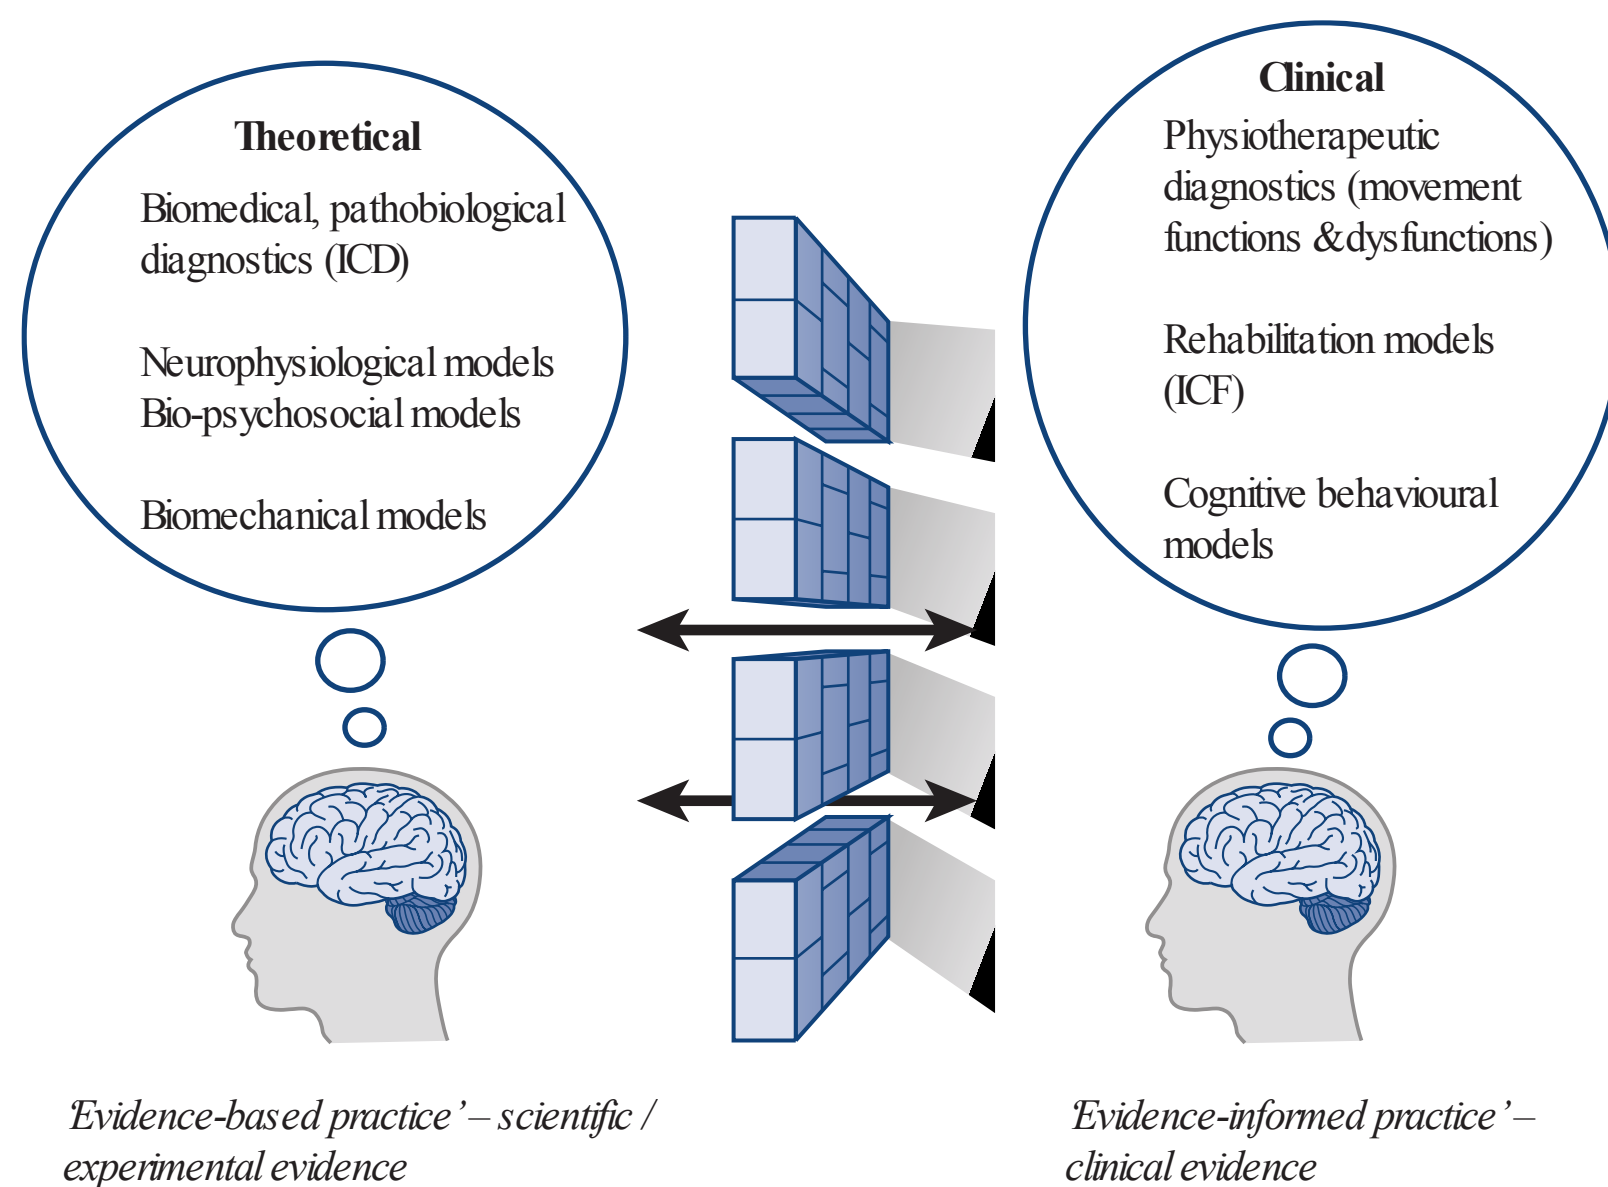 Theoretical
Biomedical, pathobiological
diagnostics (ICD)
Neurophysiological models
Bio-psychosocial models
Biomechanical models
Clinical
Physiotherapeutic
diagnostics (movement
functions & dysfunctions)
Rehabilitation models
(ICF)
Cognitive behavioural
models
‘Evidence-based practice’ – scientific /
experimental evidence
‘Evidence-informed practice’ –
clinical evidence